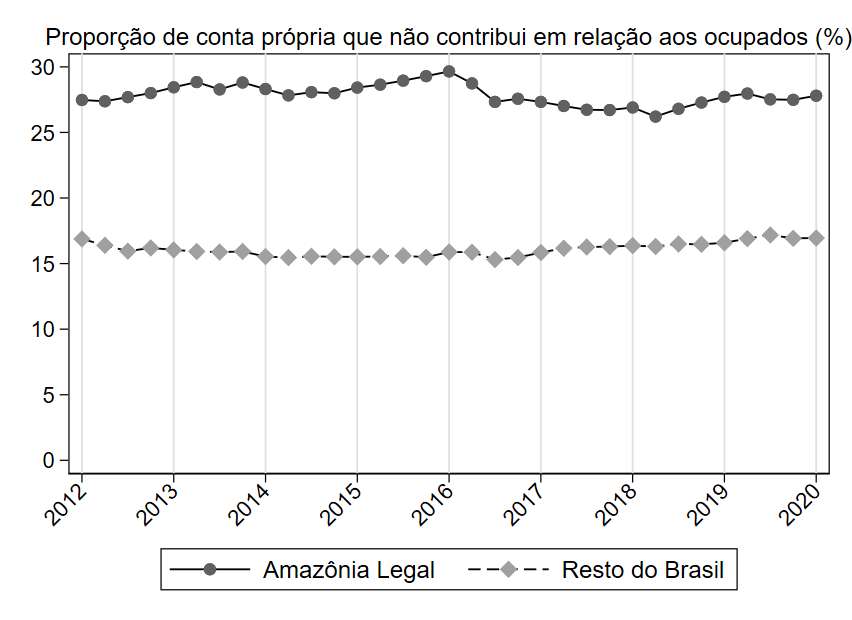 Proporção de conta própria que não contribui em relação aos ocupados (%)
30
25
20
15
10
5
0
2012 2013 2014 2015 2016 2017 2018 2019 2020
Amazônia Legal Resto do Brasil